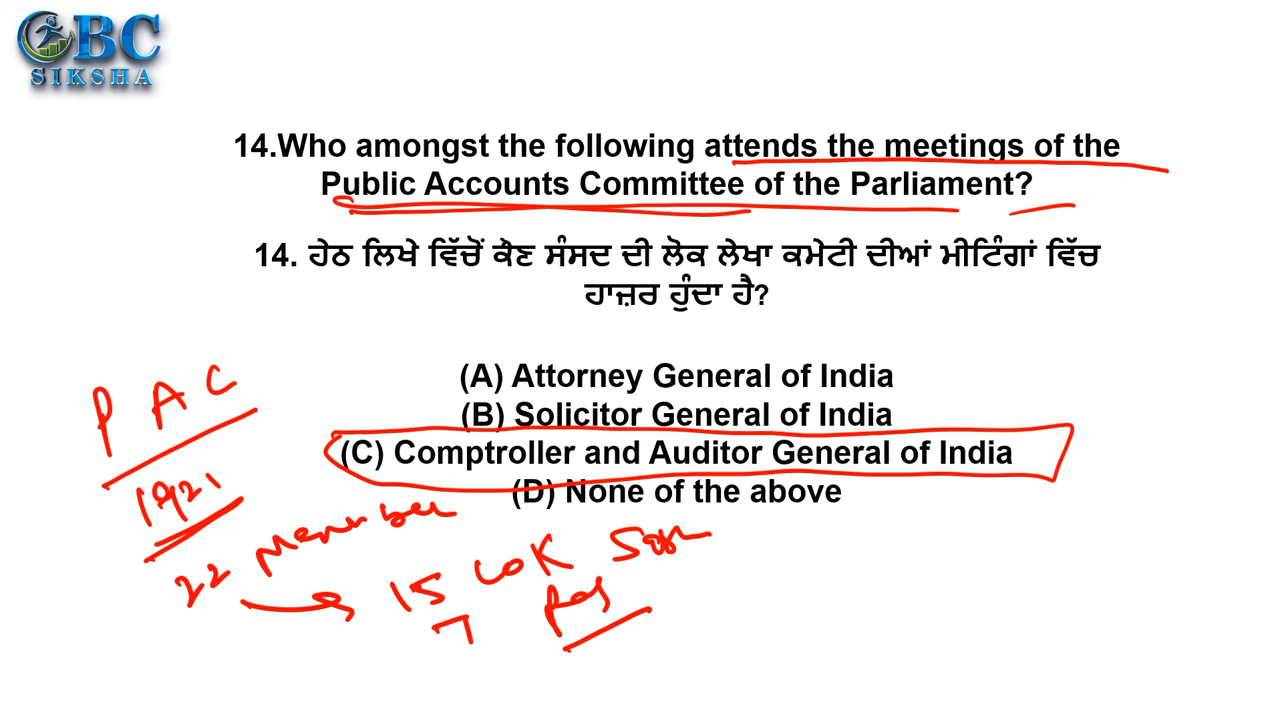 BC
SIKSHA
14.Who amongst the following attends the meetings of the
Public Accounts Committee of the Parliament?
14. ਹੇਠ ਲਿਖੇ ਵਿੱਚੋਂ ਕੌਣ ਸੰਸਦ ਦੀ ਲੋਕ ਲੇਖਾ ਕਮੇਟੀ ਦੀਆਂ ਮੀਟਿੰਗਾਂ ਵਿੱਚ
ਹਾਜ਼ਰ ਹੁੰਦਾ ਹੈ?
(A) Attorney General of India
(B) Solicitor General of India
(C) Comptroller and Auditor General of India
(D) None of the above
P A C
1921
22 Member
15 LOK
7